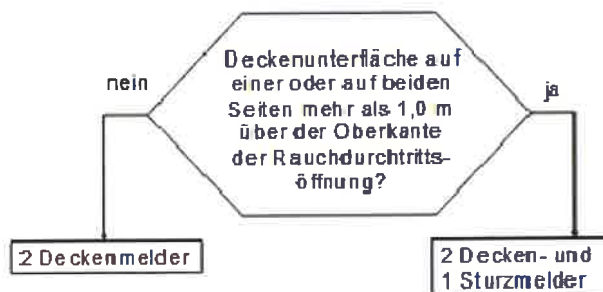 Deckenunterfläche auf
einer oder auf beiden
Seiten mehr als 1,0 m
über der Oberkante
der Rauchdurchtritts-
öffnung?
nein
ja
2 Deckenmelder
2 Decken- und
1 Sturzmelder